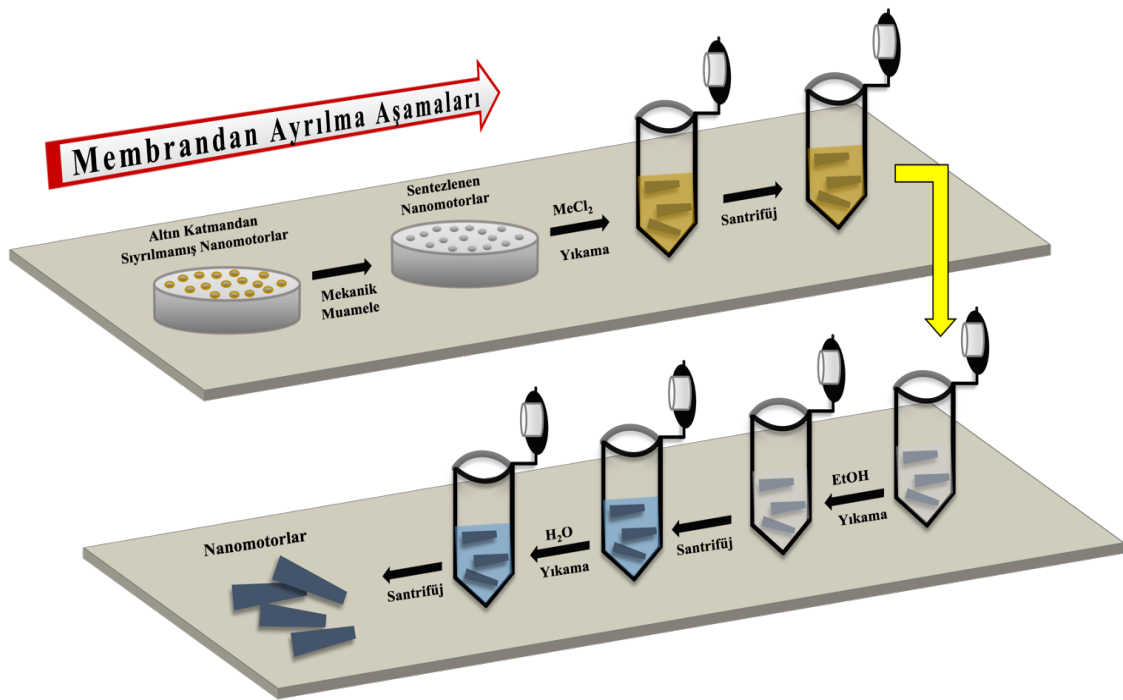 Membrandan Ayrılma Aşamaları
Altın Katmandan
Sıyrılmamış Nanomotorlar
Mekanik
Muamele
Sentezlenen
Nanomotorlar
MeCl₂
Yıkama
Santrifüj
EtOH
Yıkama
Santrifüj
H₂O
Yıkama
Santrifüj
Nanomotorlar